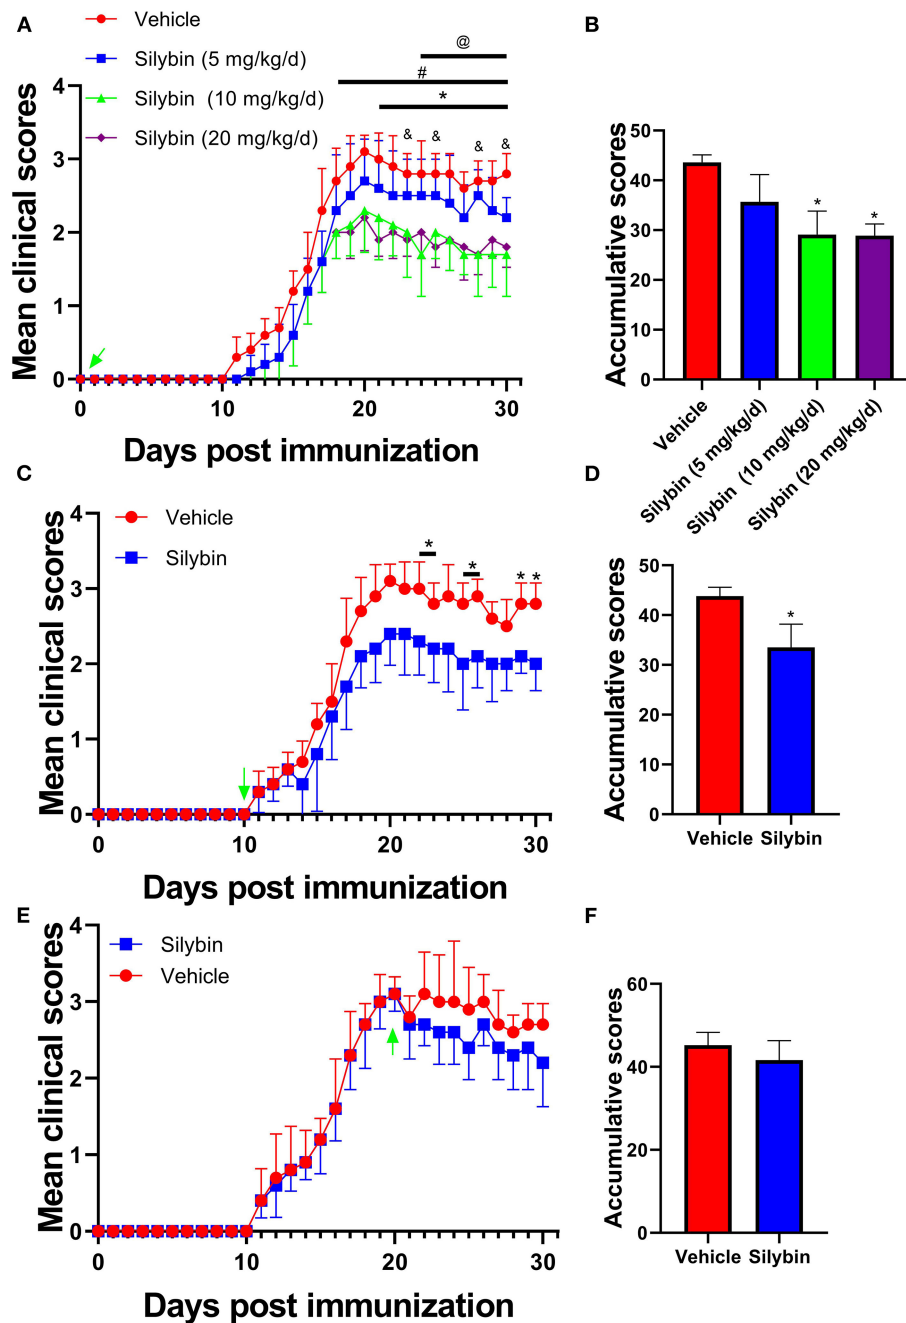 A
Vehicle
Silybin (5 mg/kg/d)
Silybin (10 mg/kg/d)
Silybin (20 mg/kg/d)
@
#
*
& & & &
Mean clinical scores
4
3
2
1
0
0 10 20 30
Days post immunization
B
Accumulative scores
50
40
30
20
10
0
* *
Vehicle
Silybin (5 mg/kg/d)
Silybin (10 mg/kg/d)
Silybin (20 mg/kg/d)
C
Vehicle
Silybin
* * * *
Mean clinical scores
4
3
2
1
0
0 10 20 30
Days post immunization
D
Accumulative scores
50
40
30
20
10
0
*
Vehicle Silybin
E
Silybin
Vehicle
Mean clinical scores
4
3
2
1
0
0 10 20 30
Days post immunization
F
Accumulative scores
60
40
20
0
Vehicle Silybin